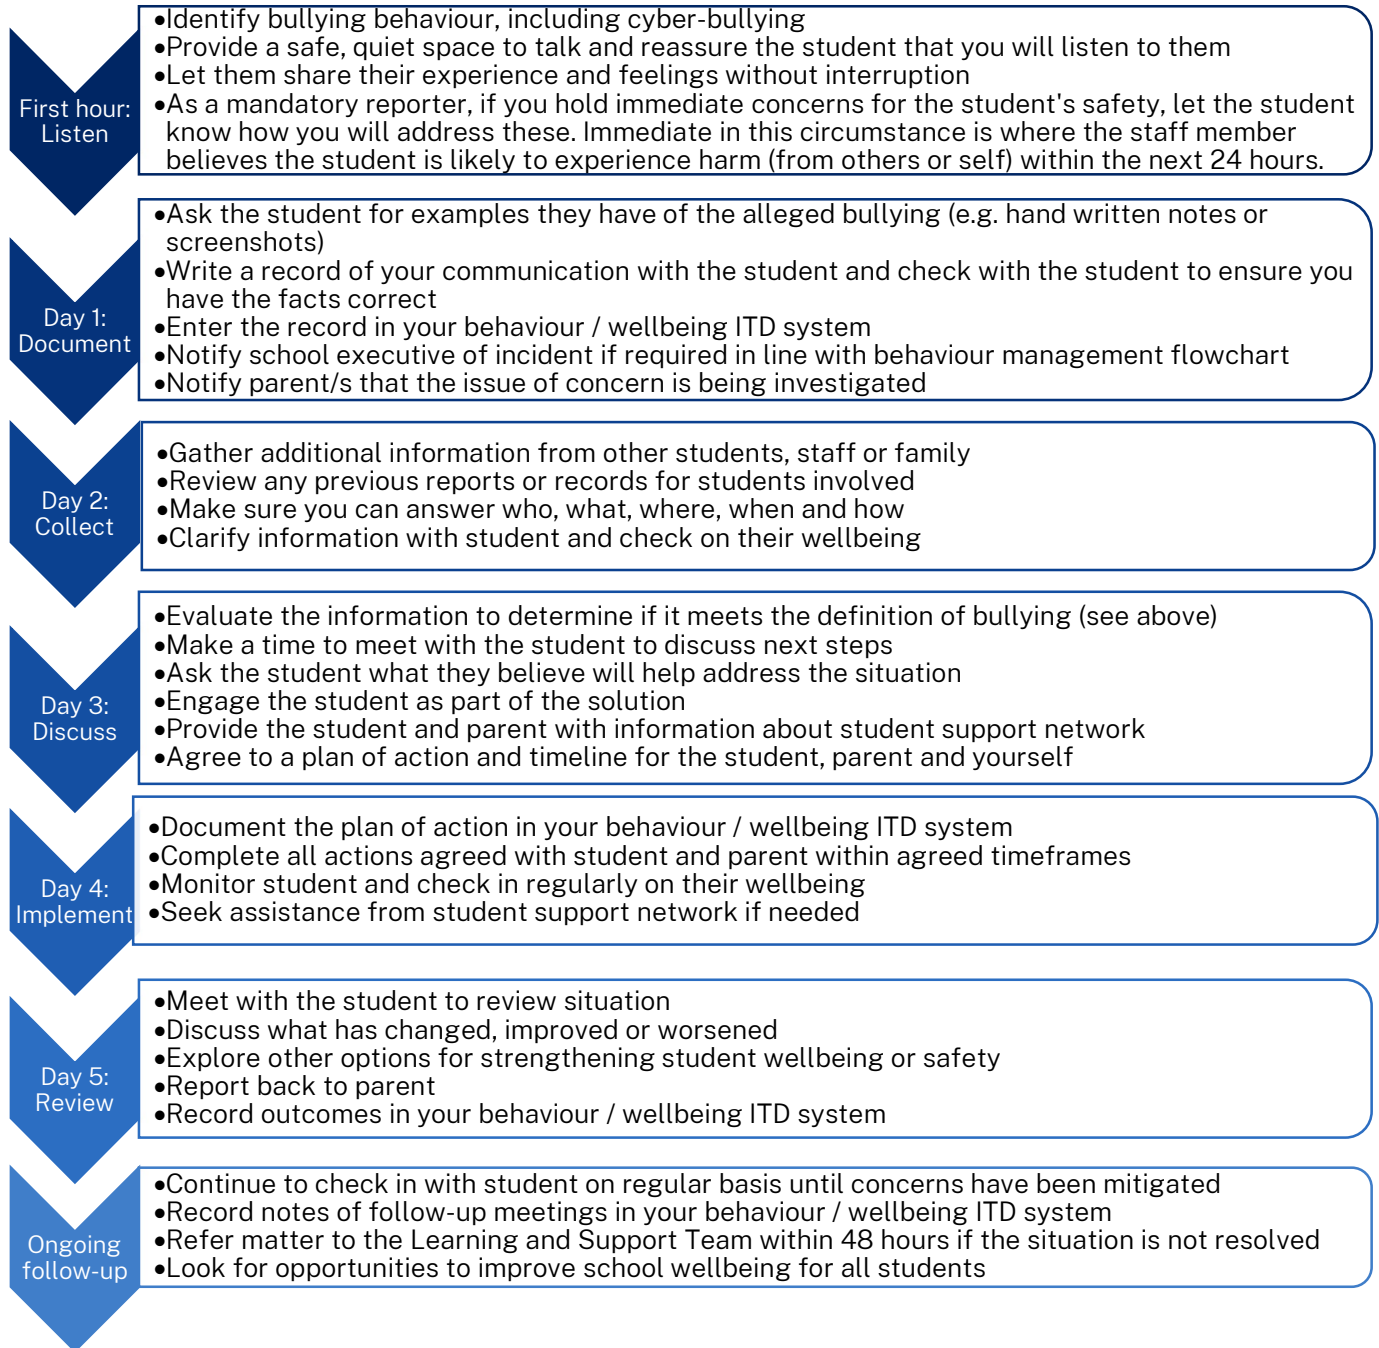 First hour:
Listen
•Identify bullying behaviour, including cyber-bullying
•Provide a safe, quiet space to talk and reassure the student that you will listen to them
•Let them share their experience and feelings without interruption
•As a mandatory reporter, if you hold immediate concerns for the student's safety, let the student
know how you will address these. Immediate in this circumstance is where the staff member
believes the student is likely to experience harm (from others or self) within the next 24 hours.
Day 1:
Document
•Ask the student for examples they have of the alleged bullying (e.g. hand written notes or
screenshots)
•Write a record of your communication with the student and check with the student to ensure you
have the facts correct
•Enter the record in your behaviour / wellbeing ITD system
•Notify school executive of incident if required in line with behaviour management flowchart
•Notify parent/s that the issue of concern is being investigated
Day 2:
Collect
•Gather additional information from other students, staff or family
•Review any previous reports or records for students involved
•Make sure you can answer who, what, where, when and how
•Clarify information with student and check on their wellbeing
Day 3:
Discuss
•Evaluate the information to determine if it meets the definition of bullying (see above)
•Make a time to meet with the student to discuss next steps
•Ask the student what they believe will help address the situation
•Engage the student as part of the solution
•Provide the student and parent with information about student support network
•Agree to a plan of action and timeline for the student, parent and yourself
Day 4:
Implement
•Document the plan of action in your behaviour / wellbeing ITD system
•Complete all actions agreed with student and parent within agreed timeframes
•Monitor student and check in regularly on their wellbeing
•Seek assistance from student support network if needed
Day 5:
Review
•Meet with the student to review situation
•Discuss what has changed, improved or worsened
•Explore other options for strengthening student wellbeing or safety
•Report back to parent
•Record outcomes in your behaviour / wellbeing ITD system
Ongoing
follow-up
•Continue to check in with student on regular basis until concerns have been mitigated
•Record notes of follow-up meetings in your behaviour / wellbeing ITD system
•Refer matter to the Learning and Support Team within 48 hours if the situation is not resolved
•Look for opportunities to improve school wellbeing for all students